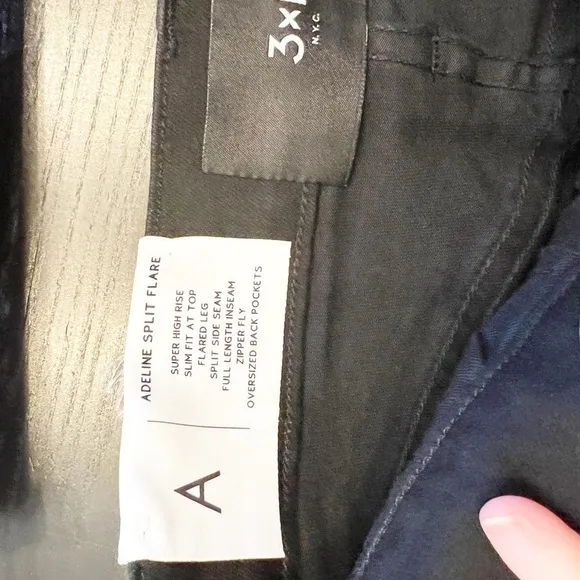 3x1
N.Y.C.
A
ADELINE SPLIT FLARE
SUPER HIGH RISE
SLIM FIT AT TOP
FLARED LEG
SPLIT SIDE SEAM
FULL LENGTH INSEAM
ZIPPER FLY
OVERSIZED BACK POCKETS